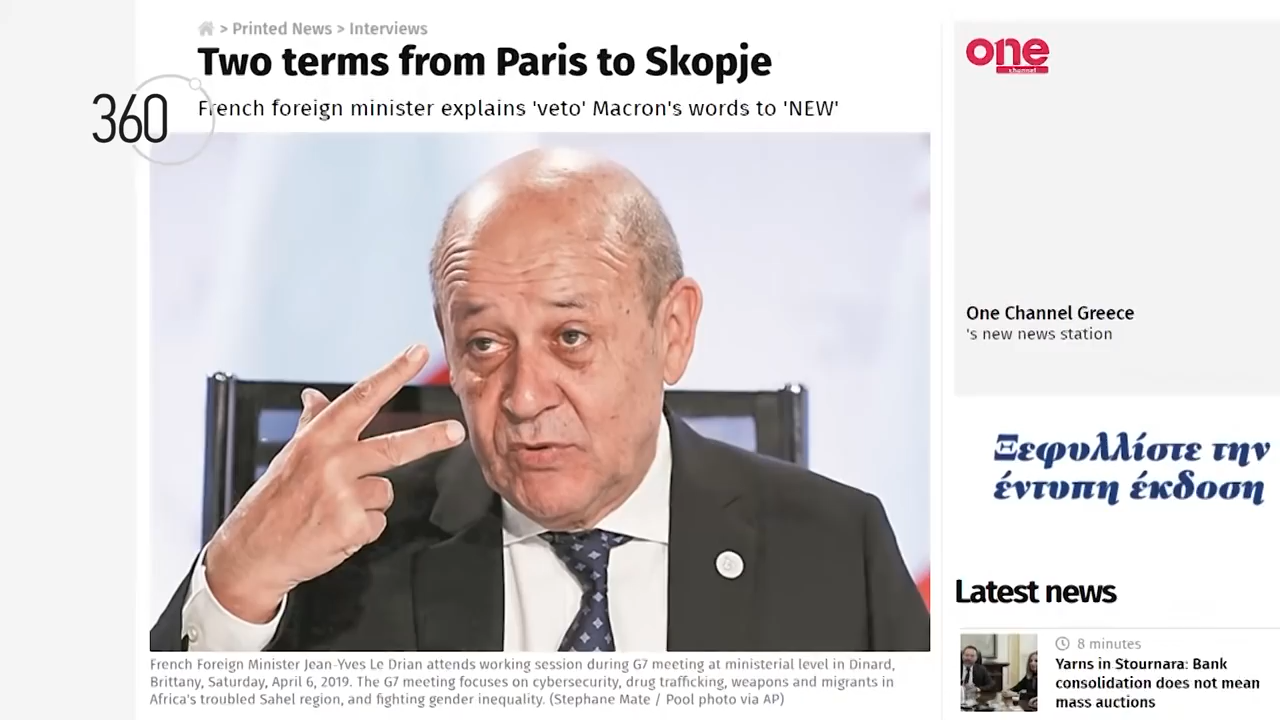 > Printed News > Interviews
Two terms from Paris to Skopje
French foreign minister explains 'veto' Macron's words to 'NEW'
360
one
channel
One Channel Greece
's new news station
Ξεφυλλίστε την
έντυπη έκδοση
French Foreign Minister Jean-Yves Le Drian attends working session during G7 meeting at ministerial level in Dinard,
Brittany, Saturday, April 6, 2019. The G7 meeting focuses on cybersecurity, drug trafficking, weapons and migrants in
Africa's troubled Sahel region, and fighting gender inequality. (Stephane Mate / Pool photo via AP)
Latest news
8 minutes
Yarns in Stournara: Bank
consolidation does not mean
mass auctions